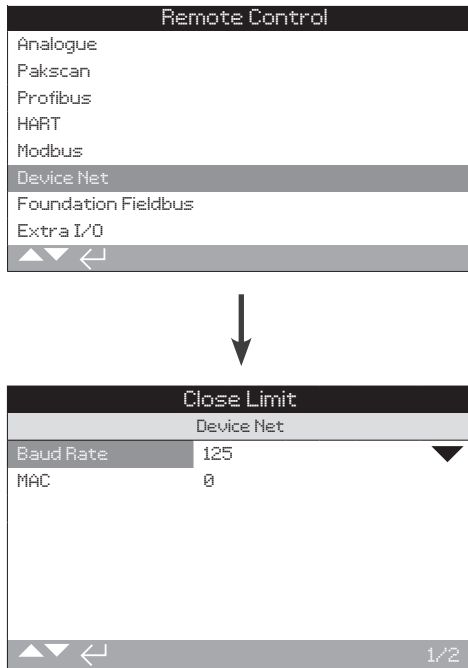 Remote Control
Analogue
Pakscan
Profibus
HART
Modbus
Device Net
Foundation Fieldbus
Extra I/O
Close Limit
Device Net
Baud Rate 125
MAC 0
1/2